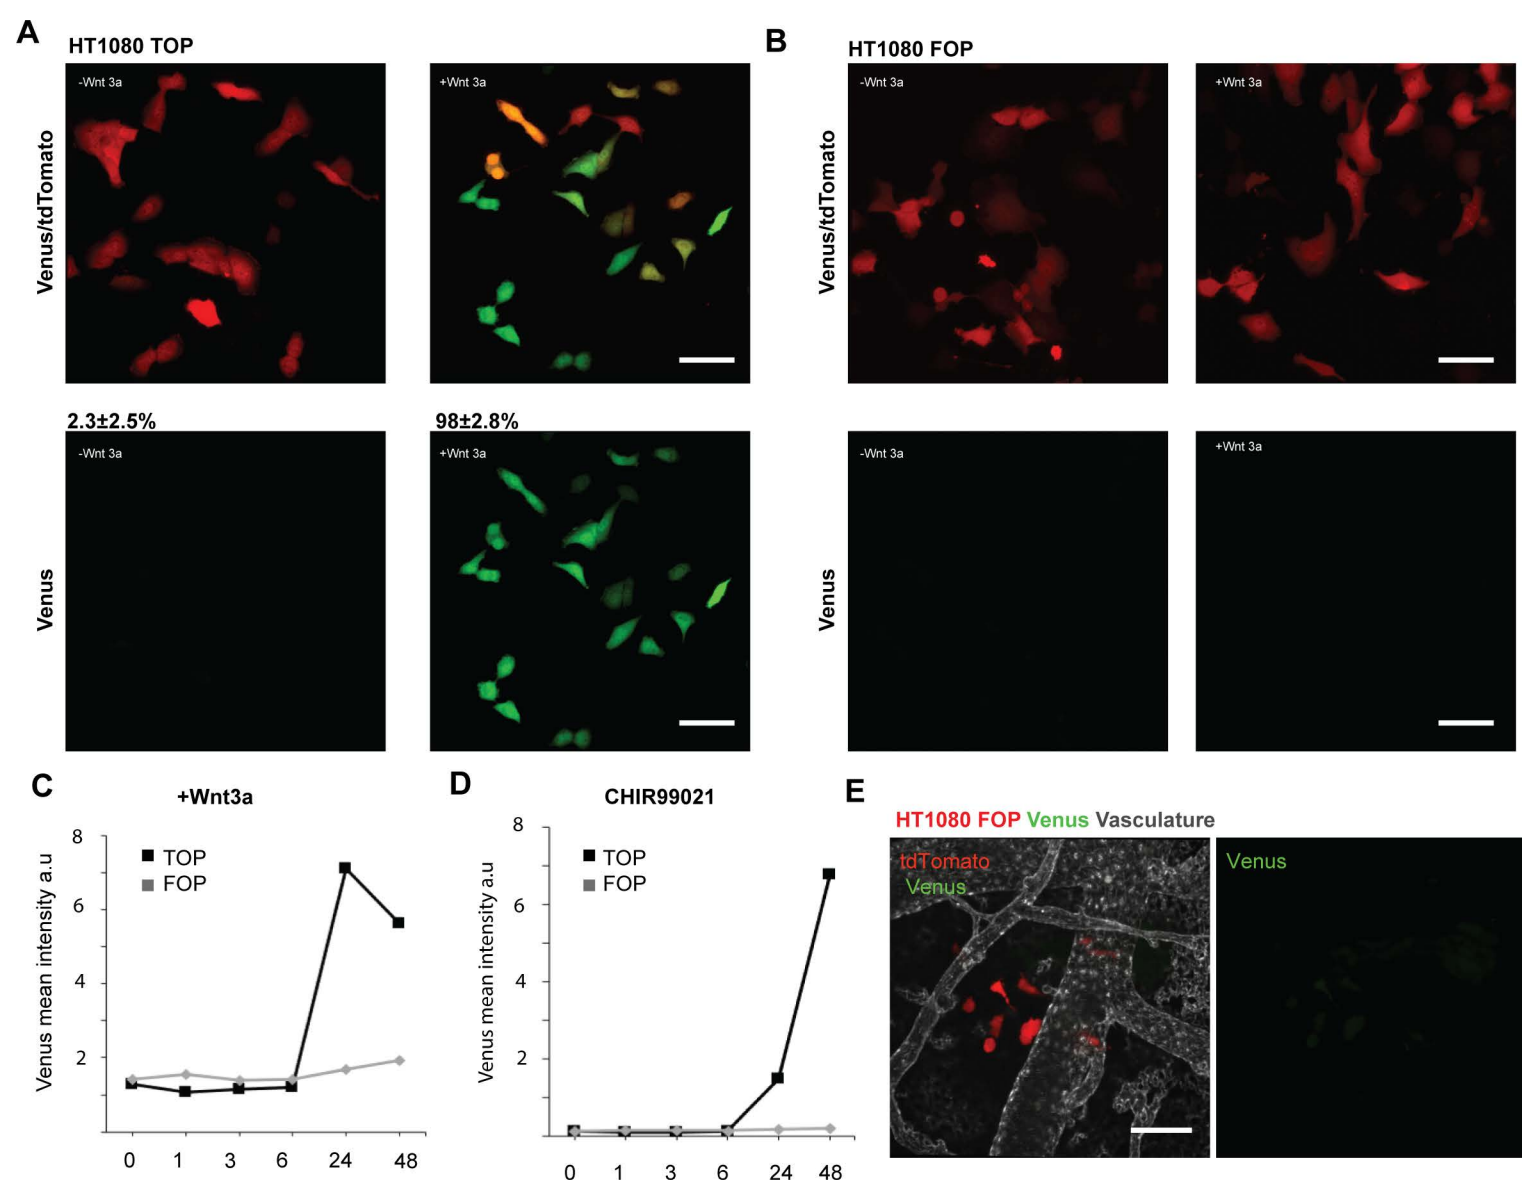 A
HT1080 TOP
Venus/tdTomato
-Wnt 3a
+Wnt 3a
2.3±2.5%
98±2.8%
Venus
-Wnt 3a
+Wnt 3a
B
HT1080 FOP
Venus/tdTomato
-Wnt 3a
+Wnt 3a
Venus
-Wnt 3a
+Wnt 3a
C
+Wnt3a
Venus mean intensity a.u
8
6
4
2
TOP
FOP
0 1 3 6 24 48
D
CHIR99021
Venus mean intensity a.u
8
6
4
2
TOP
FOP
0 1 3 6 24 48
E
HT1080 FOP Venus Vasculature
tdTomato
Venus
Venus